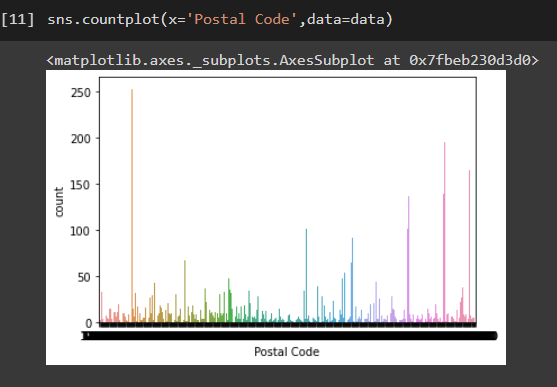 [11] sns.countplot(x='Postal Code',data=data)
<matplotlib.axes._subplots.AxesSubplot at 0x7fbeb230d3d0>
250
200
150
100
50
0
count
Postal Code